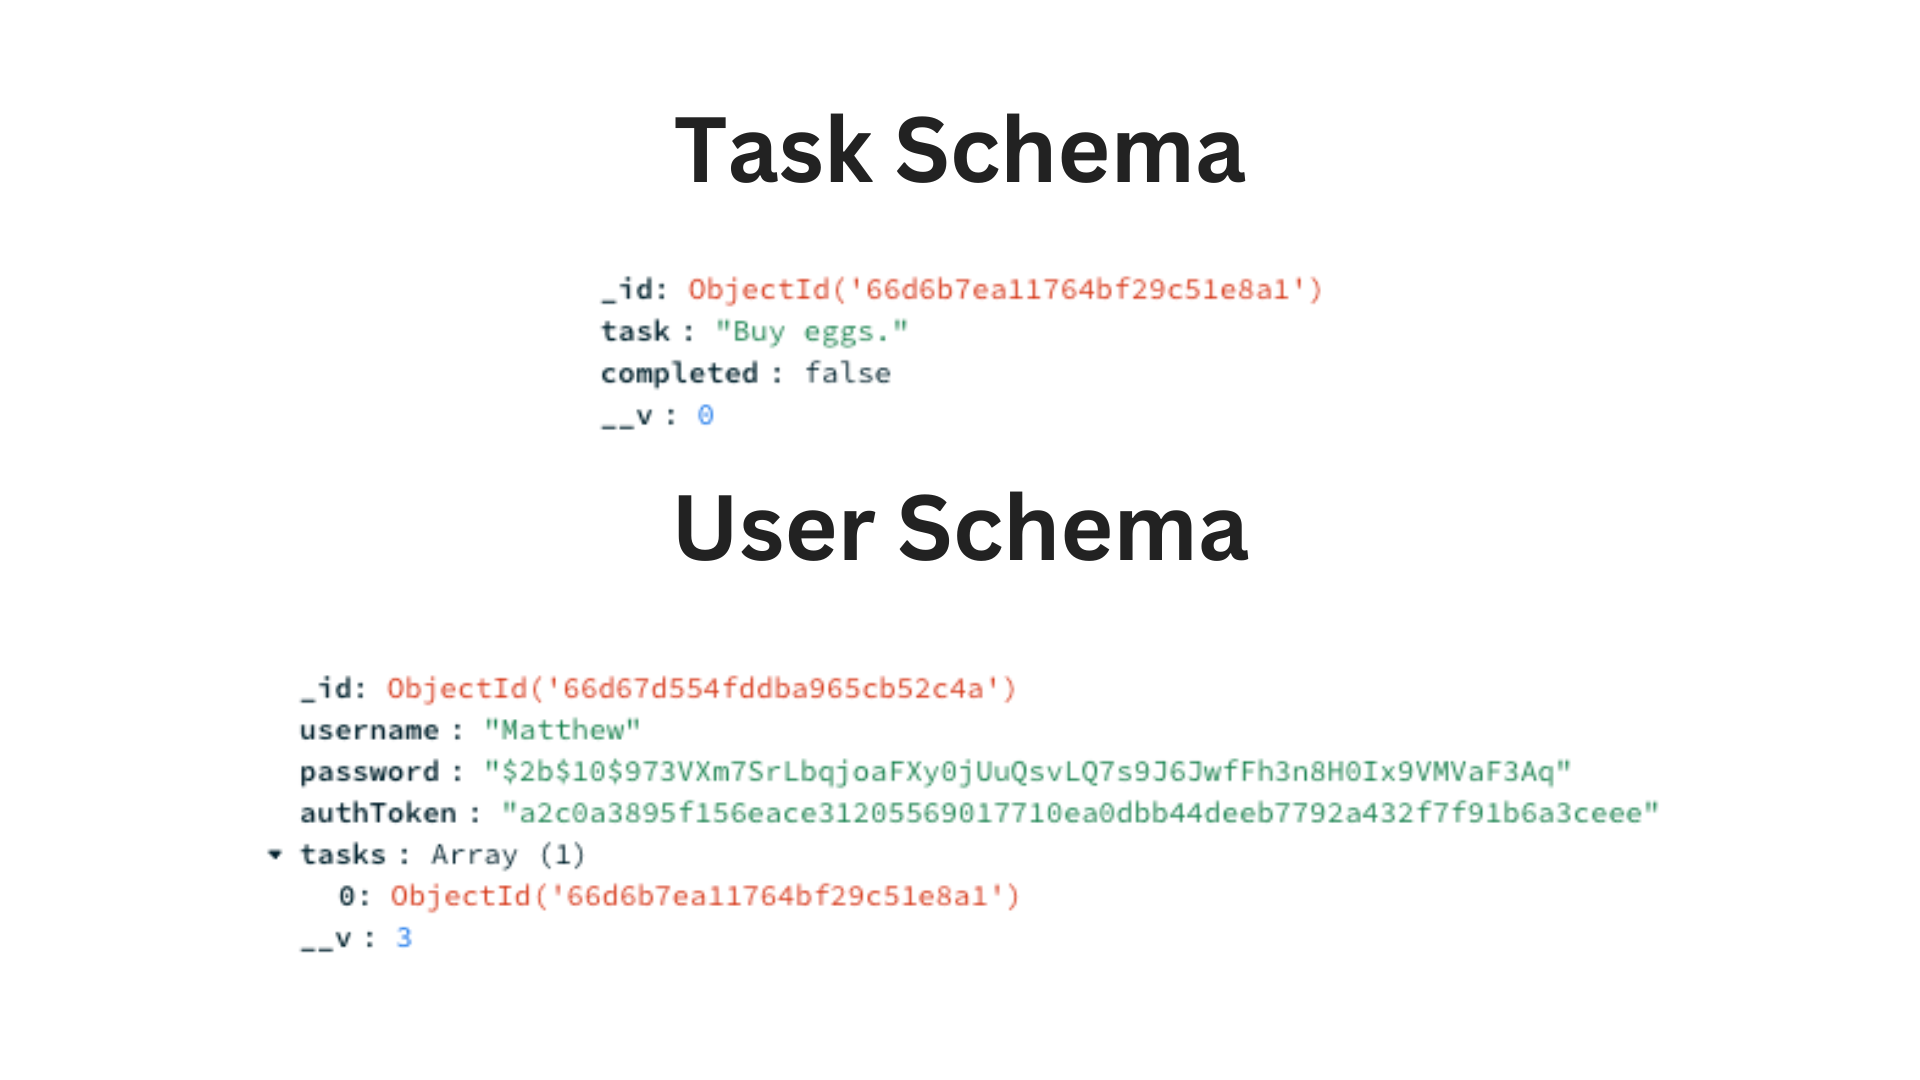 Task Schema
_id: ObjectId('66d6b7ea11764bf29c51e8a1')
task : "Buy eggs."
completed : false
__v : 0
User Schema
_id: ObjectId('66d67d554fddba965cb52c4a')
username : "Matthew"
password : "$2b$10$973VXm7SrLbqjoaFXy0jUuQsvLQ7s9J6JwfFh3n8H0Ix9VMVaF3Aq"
authToken : "a2c0a3895f156eace31205569017710ea0dbb44deeb7792a432f7f91b6a3ceee"
tasks : Array (1)
0: ObjectId('66d6b7ea11764bf29c51e8a1')
__v : 3